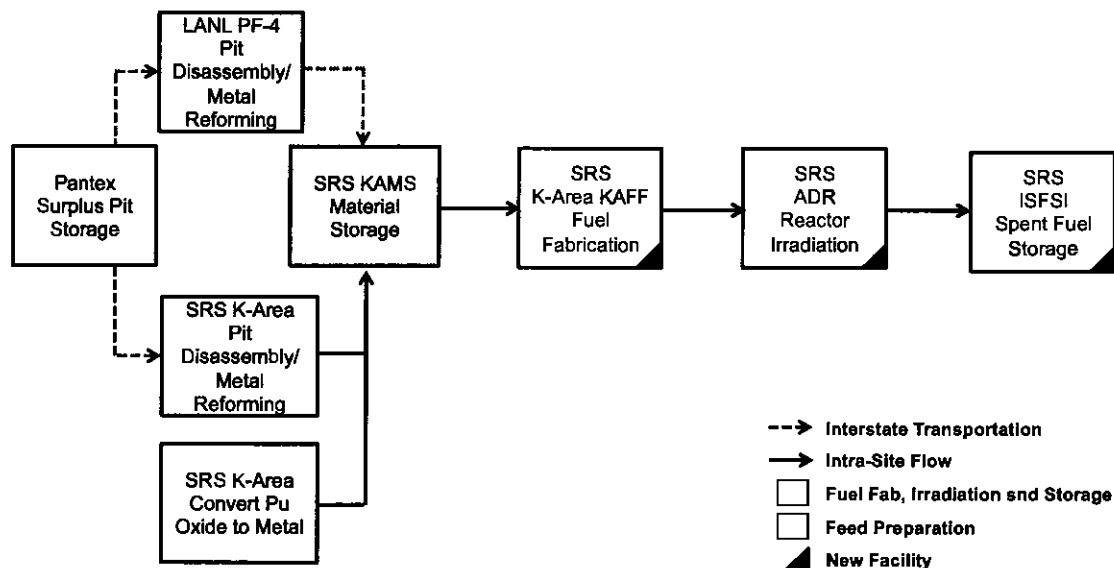 LANL PF-4
Pit
Disassembly/
Metal
Reforming
Pantex
Surplus Pit
Storage
SRS KAMS
Material
Storage
SRS
K-Area KAFF
Fuel
Fabrication
SRS
ADR
Reactor
Irradiation
SRS
ISFSI
Spent Fuel
Storage
SRS K-Area
Pit
Disassembly/
Metal
Reforming
SRS K-Area
Convert Pu
Oxide to Metal
Interstate Transportation
Intra-Site Flow
Fuel Fab, Irradiation snd Storage
Feed Preparation
New Facility